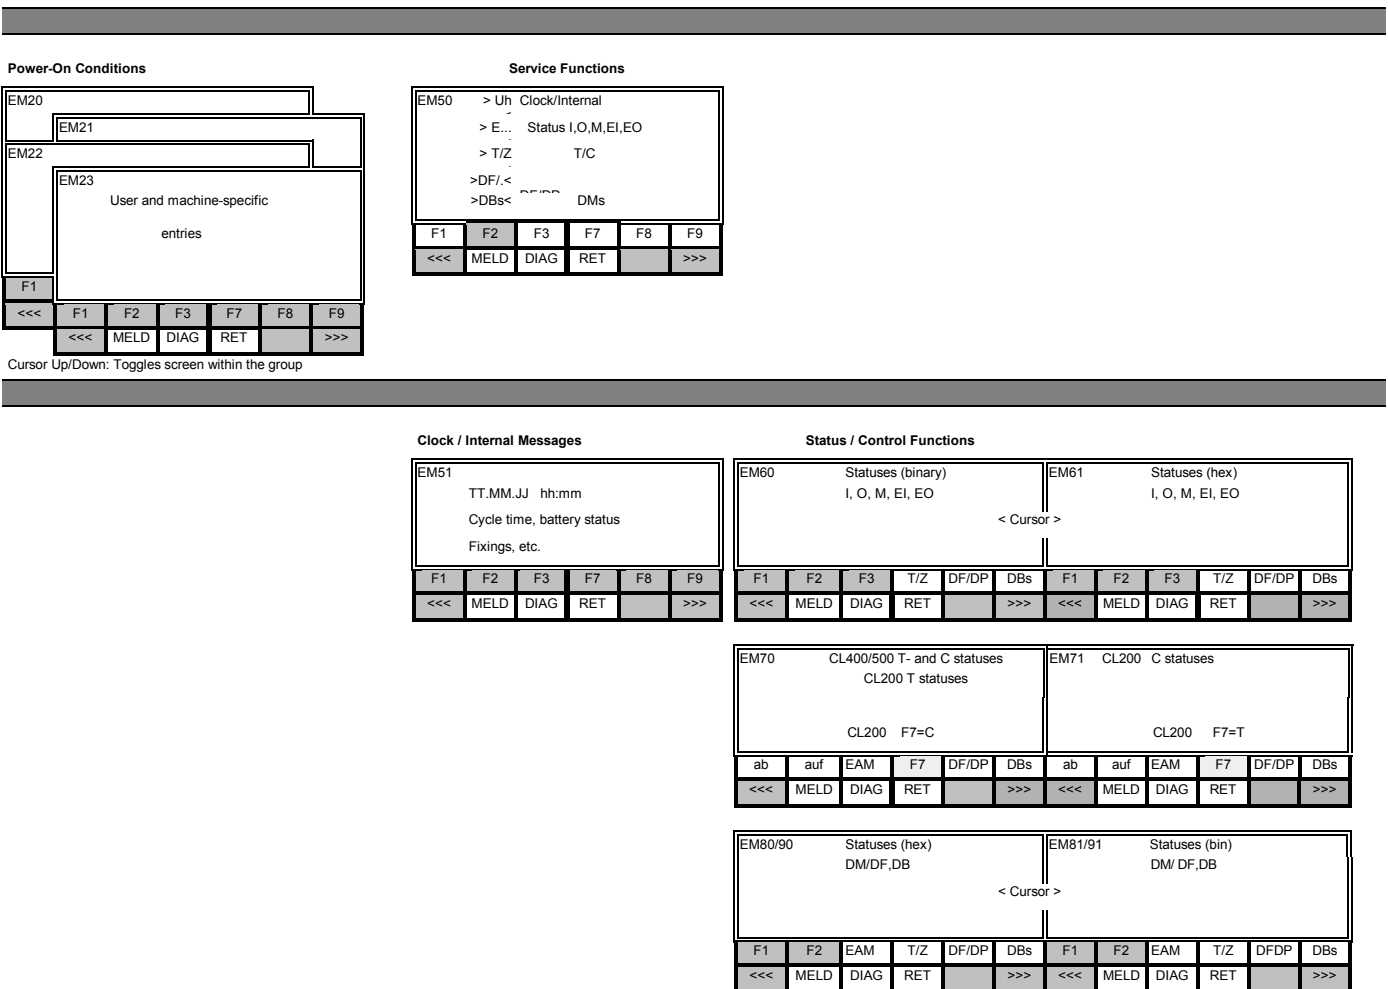 Power-On Conditions
EM20
EM21
EM22
EM23
User and machine-specific
entries
F1
<<< F1 F2 F3 F7 F8 F9
<<< MELD DIAG RET >>>
Cursor Up/Down: Toggles screen within the group
Service Functions
EM50 > Uh Clock/Internal
> E... Status I,O,M,EI,EO
> T/Z T/C
>DF/.<
>DBs< DMs
F1 F2 F3 F7 F8 F9
<<< MELD DIAG RET >>>
Clock / Internal Messages
EM51
TT.MM.JJ hh:mm
Cycle time, battery status
Fixings, etc.
F1 F2 F3 F7 F8 F9
<<< MELD DIAG RET >>>
Status / Control Functions
EM60 Statuses (binary) EM61 Statuses (hex)
I, O, M, EI, EO I, O, M, EI, EO
< Cursor >
F1 F2 F3 T/Z DF/DP DBs F1 F2 F3 T/Z DF/DP DBs
<<< MELD DIAG RET >>> <<< MELD DIAG RET >>>
EM70 CL400/500 T- and C statuses EM71 CL200 C statuses
CL200 T statuses
CL200 F7=C CL200 F7=T
ab auf EAM F7 DF/DP DBs ab auf EAM F7 DF/DP DBs
<<< MELD DIAG RET >>> <<< MELD DIAG RET >>>
EM80/90 Statuses (hex) EM81/91 Statuses (bin)
DM/DF,DB DM/ DF,DB
< Cursor >
F1 F2 EAM T/Z DF/DP DBs F1 F2 EAM T/Z DFDP DBs
<<< MELD DIAG RET >>> <<< MELD DIAG RET >>>